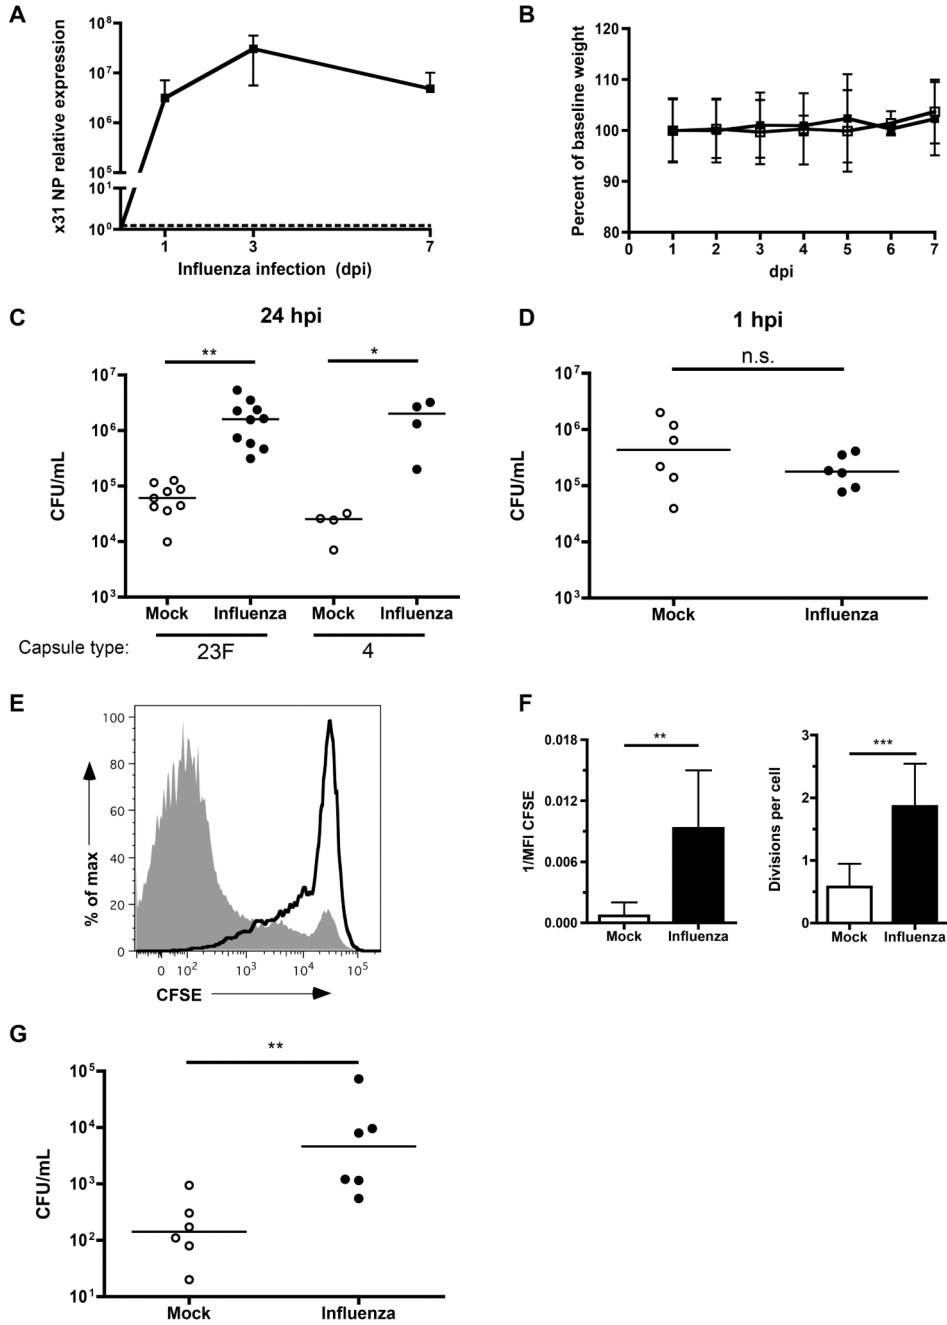 A
x31 NP relative expression
10⁸
10⁷
10⁶
10⁵
10¹
10⁰
1 3 7
Influenza infection (dpi)
B
Percent of baseline weight
120
110
100
90
80
0 1 2 3 4 5 6 7
dpi
C
24 hpi
** *
CFU/mL
10⁷
10⁶
10⁵
10⁴
10³
Mock Influenza Mock Influenza
Capsule type: 23F 4
D
1 hpi
n.s.
CFU/mL
10⁷
10⁶
10⁵
10⁴
10³
Mock Influenza
E
% of max
100
80
60
40
20
0
0 10² 10³ 10⁴ 10⁵
CFSE
F
**
1/MFI CFSE
0.018
0.012
0.006
0.000
Mock Influenza
***
Divisions per cell
3
2
1
0
Mock Influenza
G
**
CFU/mL
10⁵
10⁴
10³
10²
10¹
Mock Influenza